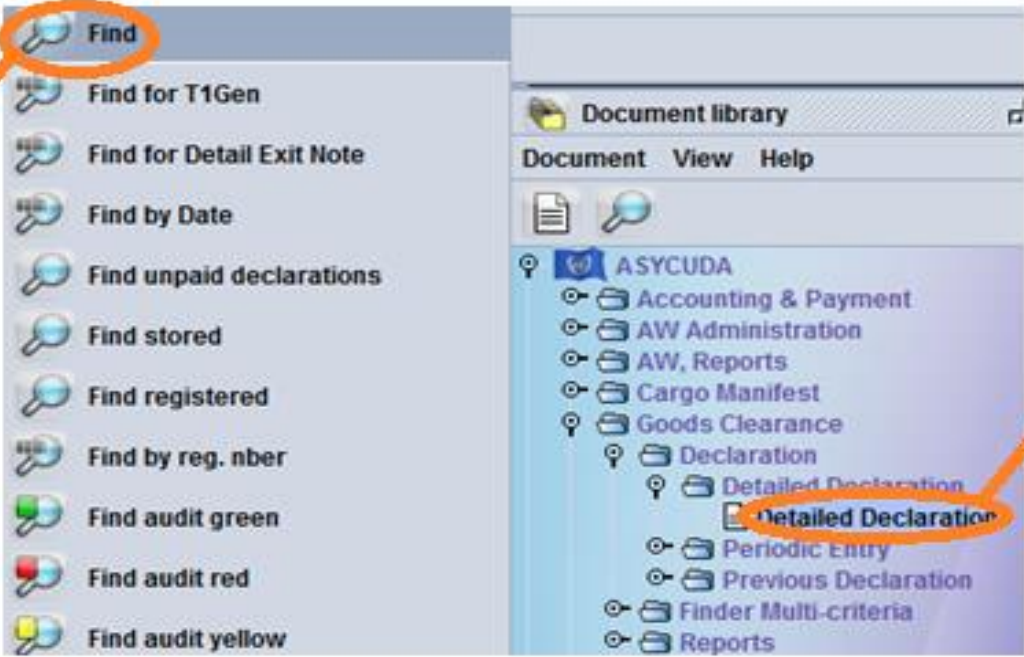 Find
Find for T1Gen
Find for Detail Exit Note
Find by Date
Find unpaid declarations
Find stored
Find registered
Find by reg. nber
Find audit green
Find audit red
Find audit yellow
Document library
Document View Help
ASYCUDA
Accounting & Payment
AW Administration
AW, Reports
Cargo Manifest
Goods Clearance
Declaration
Detailed Declaration
Detailed Declaration
Periodic Entry
Previous Declaration
Finder Multi-criteria
Reports